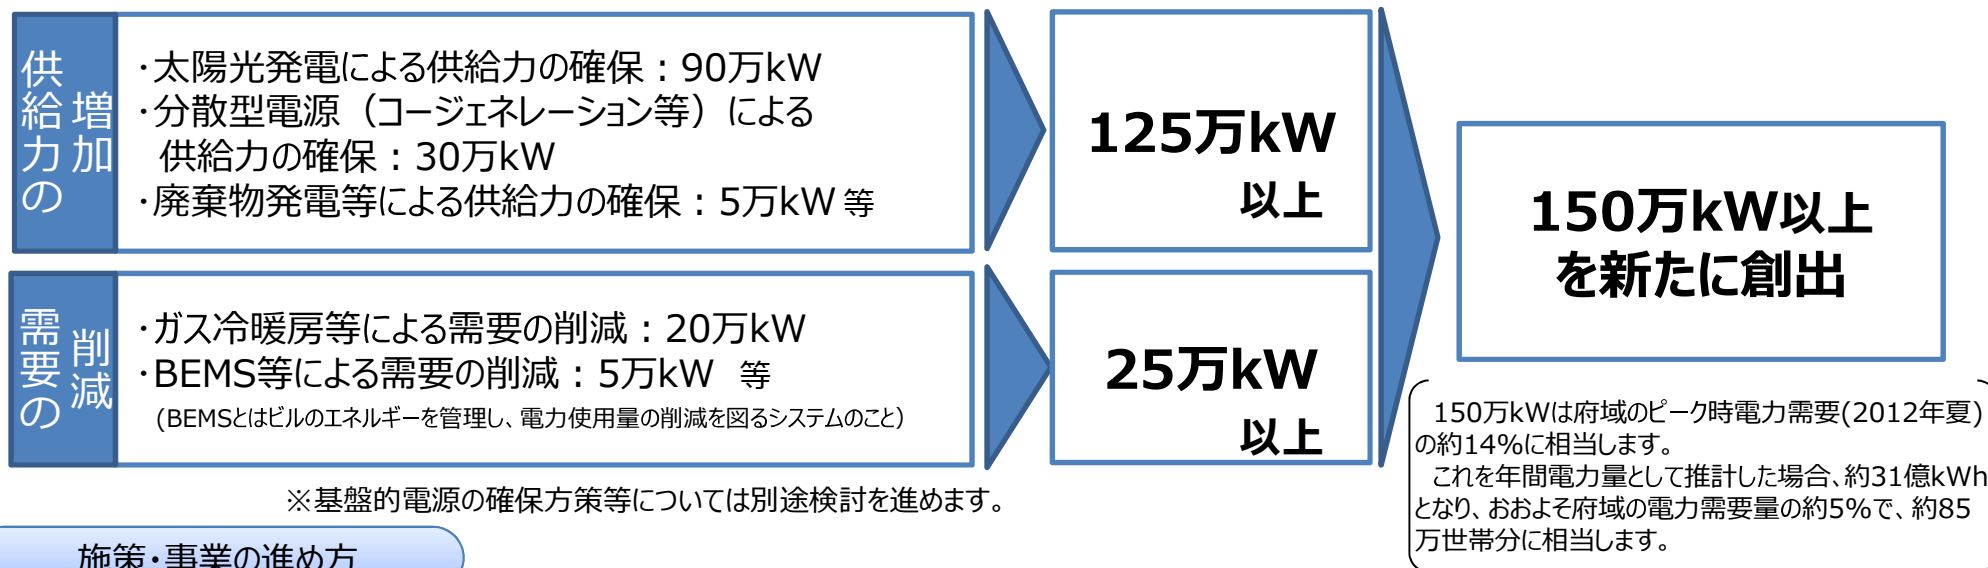 供給力の
増加
・太陽光発電による供給力の確保：90万kW
・分散型電源（コージェネレーション等）による
供給力の確保：30万kW
・廃棄物発電等による供給力の確保：5万kW 等
125万kW
以上
需要の
削減
・ガス冷暖房等による需要の削減：20万kW
・BEMS等による需要の削減：5万kW 等
(BEMSとはビルのエネルギーを管理し、電力使用量の削減を図るシステムのこと)
25万kW
以上
150万kW以上
を新たに創出
150万kWは府域のピーク時電力需要(2012年夏)
の約14%に相当します。
これを年間電力量として推計した場合、約31億kWh
となり、おおよそ府域の電力需要量の約5%で、約85
万世帯分に相当します。
※基盤的電源の確保方策等については別途検討を進めます。
施策・事業の進め方